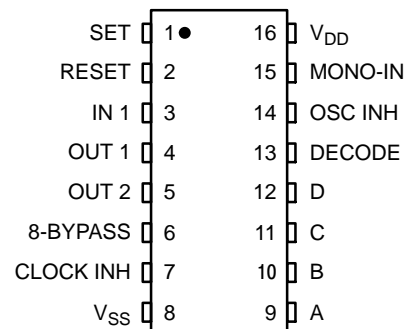 SET 1 16 VDD
RESET 2 15 MONO-IN
IN 1 3 14 OSC INH
OUT 1 4 13 DECODE
OUT 2 5 12 D
8-BYPASS 6 11 C
CLOCK INH 7 10 B
VSS 8 9 A